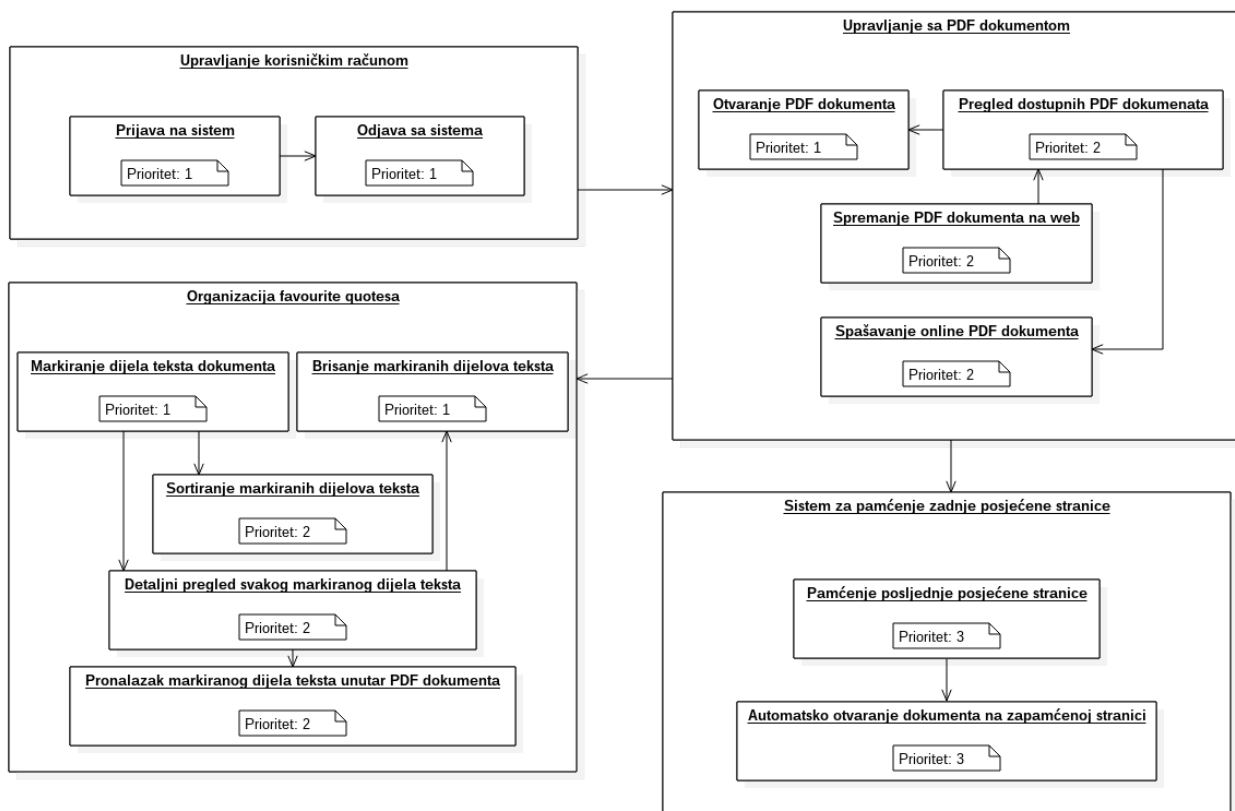 Upravljanje korisničkim računom
Prijava na sistem
Prioritet: 1
Odjava sa sistema
Prioritet: 1
Upravljanje sa PDF dokumentom
Otvaranje PDF dokumenta
Prioritet: 1
Pregled dostupnih PDF dokumenata
Prioritet: 2
Spremanje PDF dokumenta na web
Prioritet: 2
Spašavanje online PDF dokumenta
Prioritet: 2
Organizacija favourite quotesa
Markiranje dijela teksta dokumenta
Prioritet: 1
Brisanje markiranih dijelova teksta
Prioritet: 1
Sortiranje markiranih dijelova teksta
Prioritet: 2
Detaljni pregled svakog markiranog dijela teksta
Prioritet: 2
Pronalazak markiranog dijela teksta unutar PDF dokumenta
Prioritet: 2
Sistem za pamćenje zadnje posjećene stranice
Pamćenje posljednje posjećene stranice
Prioritet: 3
Automatsko otvaranje dokumenta na zapamćenoj stranici
Prioritet: 3